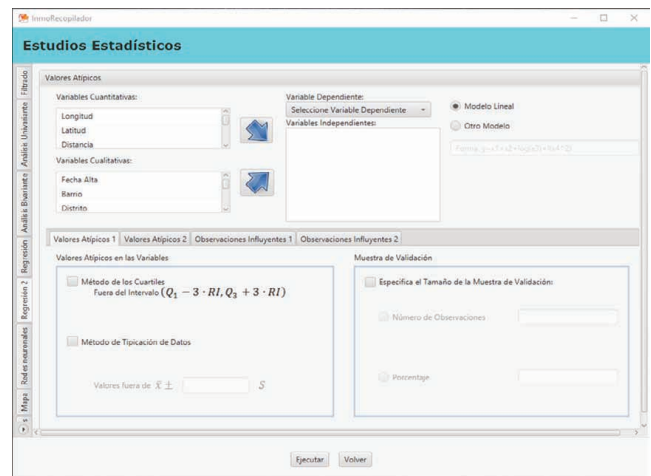 InmoRecopilador
Estudios Estadísticos
Filtrado
Análisis Univariante
Análisis Bivariante
Regresión
Regresión 2
Redes neuronales
Mapa
s
Valores Atípicos
Variables Cuantitativas:
Longitud
Latitud
Distancia
Variables Cualitativas:
Fecha Alta
Barrio
Distrito
Variable Dependiente:
Seleccione Variable Dependiente
Variables Independientes:
Modelo Lineal
Otro Modelo
Valores Atípicos 1 Valores Atípicos 2 Observaciones Influyentes 1 Observaciones Influyentes 2
Valores Atípicos en las Variables
Método de los Cuartiles
Fuera del Intervalo (Q₁ − 3 · RI, Q₃ + 3 · RI)
Método de Tipicación de Datos
Valores fuera de x̄ ± S
Muestra de Validación
Especifica el Tamaño de la Muestra de Validación:
Número de Observaciones
Porcentaje
Ejecutar Volver